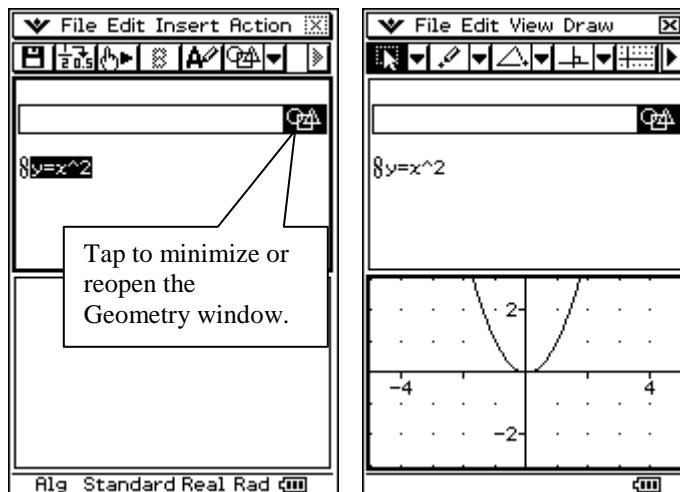 File Edit Insert Action
y=x^2
Tap to minimize or
reopen the
Geometry window.
Alg Standard Real Rad
File Edit View Draw
y=x^2
2
-4
4
-2